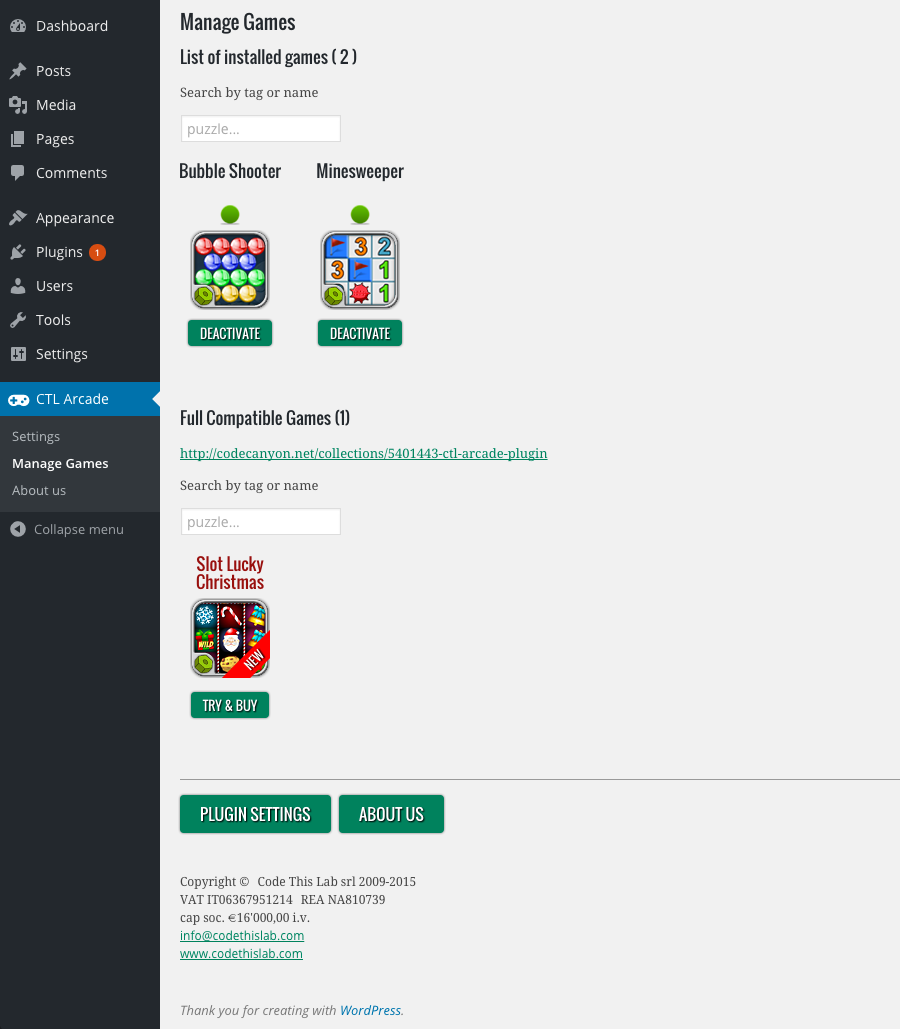 Dashboard
Posts
Media
Pages
Comments
Appearance
Plugins 1
Users
Tools
Settings
CTL Arcade
Settings
Manage Games
About us
Collapse menu
Manage Games
List of installed games ( 2 )
Search by tag or name
puzzle...
Bubble Shooter
Minesweeper
3 2
3 1
1
DEACTIVATE
DEACTIVATE
Full Compatible Games (1)
http://codecanyon.net/collections/5401443-ctl-arcade-plugin
Search by tag or name
puzzle...
Slot Lucky
Christmas
WILD
NEW
TRY & BUY
PLUGIN SETTINGS
ABOUT US
Copyright © Code This Lab srl 2009-2015
VAT IT06367951214 REA NA810739
cap soc. €16'000,00 i.v.
info@codethislab.com
www.codethislab.com
Thank you for creating with WordPress.